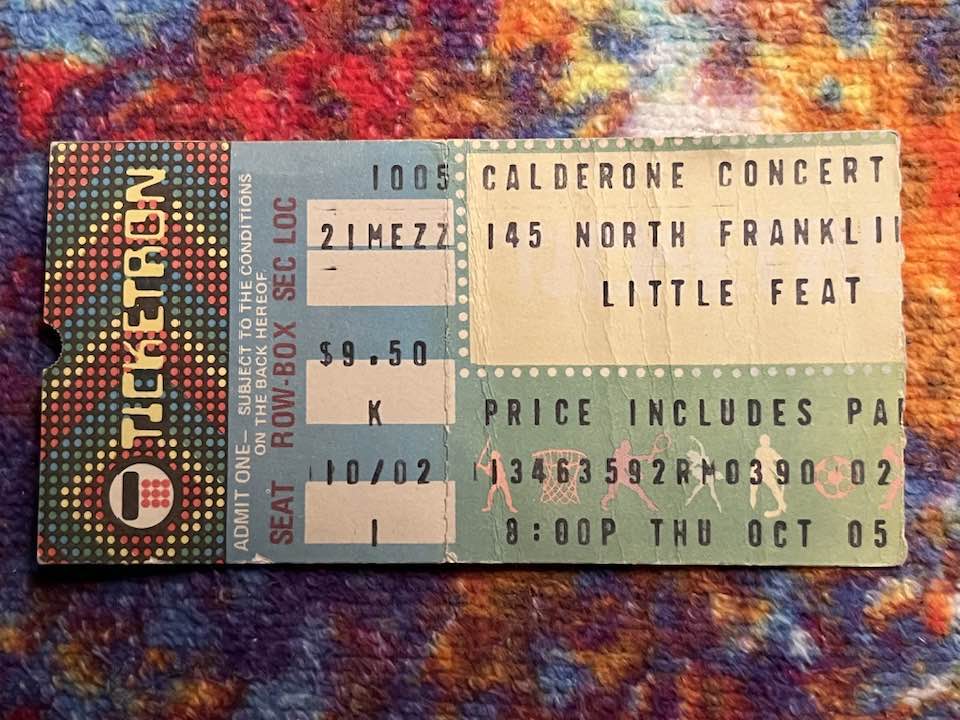 TICKETRON
ADMIT ONE— SUBJECT TO THE CONDITIONS
ON THE BACK HEREOF.
SEAT ROW-BOX SEC LOC
1005
21MEZZ
$9.50
K
10/02
1
CALDERONE CONCERT
145 NORTH FRANKLI
LITTLE FEAT
PRICE INCLUDES PA
13463592RM0390 02
8:00P THU OCT 05